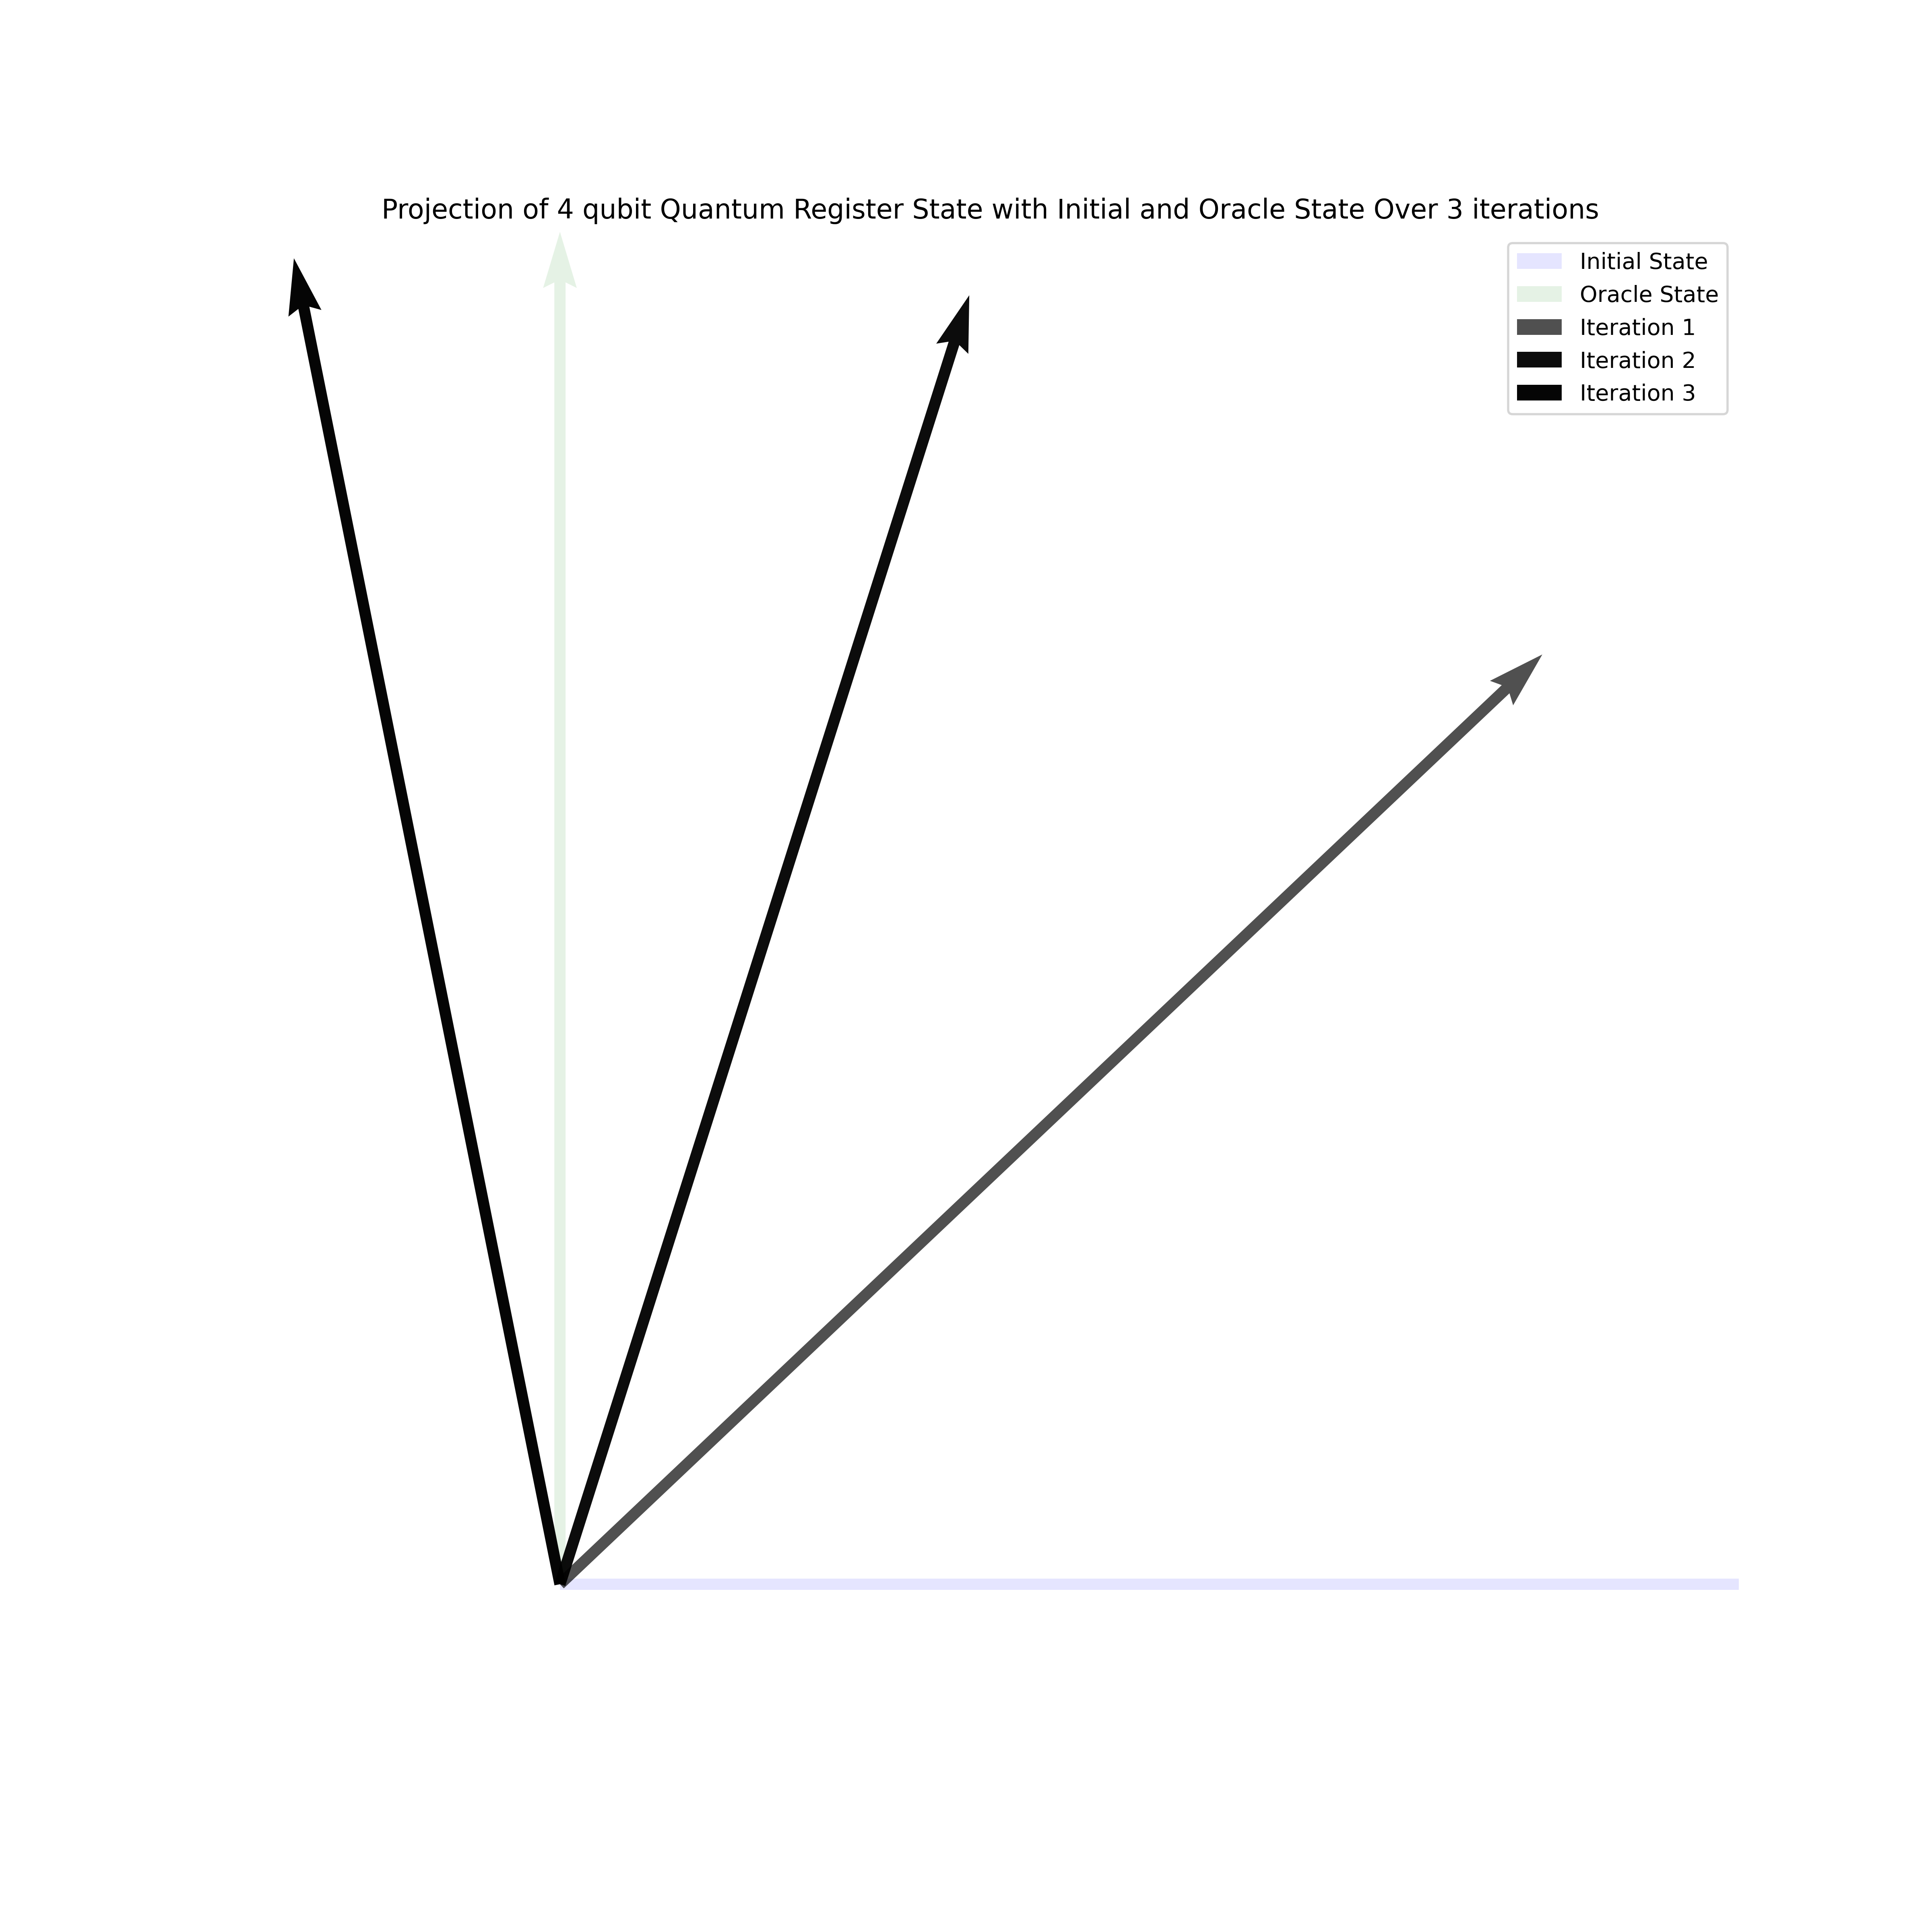 Projection of 4 qubit Quantum Register State with Initial and Oracle State Over 3 iterations
Initial State
Oracle State
Iteration 1
Iteration 2
Iteration 3